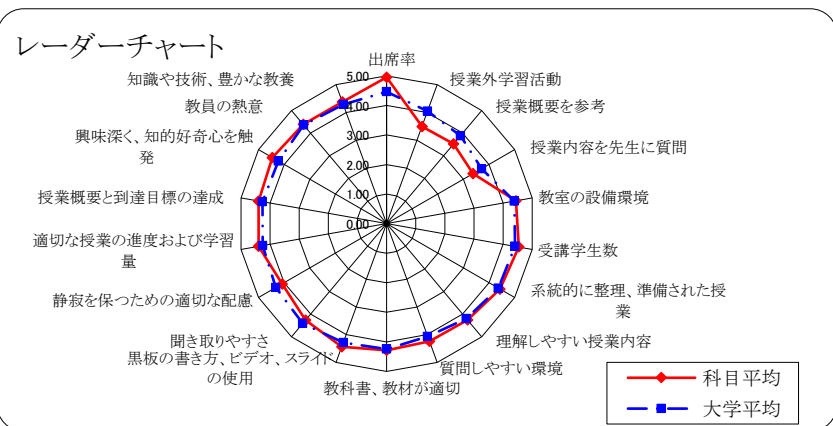 レーダーチャート
出席率
授業外学習活動
授業概要を参考
授業内容を先生に質問
教室の設備環境
受講学生数
系統的に整理、準備された授
業
理解しやすい授業内容
質問しやすい環境
教科書、教材が適切
黒板の書き方、ビデオ、スライド
の使用
聞き取りやすさ
静寂を保つための適切な配慮
適切な授業の進度および学習
量
授業概要と到達目標の達成
興味深く、知的好奇心を触
発
教員の熱意
知識や技術、豊かな教養
5.00
4.00
3.00
2.00
1.00
0.00
科目平均
大学平均